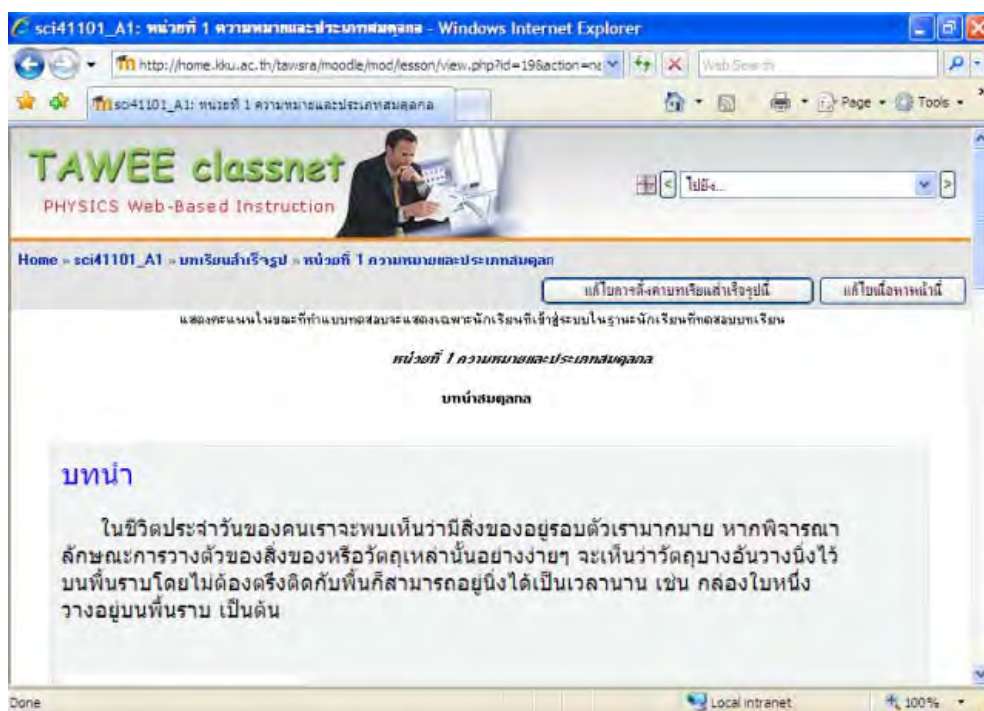 sci41101_A1: หน่วยที่ 1 ความหมายและประเภทสมดุลกล - Windows Internet Explorer
http://home.kku.ac.th/tawsra/moodle/mod/lesson/view.php?id=19&action=na
Web Search
sci41101_A1: หน่วยที่ 1 ความหมายและประเภทสมดุลกล
Page Tools
TAWEE classnet
PHYSICS Web-Based Instruction
ไปยัง...
Home » sci41101_A1 » บทเรียนสำเร็จรูป » หน่วยที่ 1 ความหมายและประเภทสมดุลก
แก้ไขการตั้งค่าบทเรียนสำเร็จรูปนี้ แก้ไขเนื้อหาหน้านี้
แสดงคะแนนในขณะที่ทำแบบทดสอบจะแสดงเฉพาะนักเรียนที่เข้าสู่ระบบในฐานะนักเรียนที่ทดสอบบทเรียน
หน่วยที่ 1 ความหมายและประเภทสมดุลกล
บทนำสมดุลกล
บทนำ
ในชีวิตประจำวันของคนเราจะพบเห็นว่ามีสิ่งของอยู่รอบตัวเรามากมาย หากพิจารณา
ลักษณะการวางตัวของสิ่งของหรือวัตถุเหล่านั้นอย่างง่ายๆ จะเห็นว่าวัตถุบางอันวางนิ่งไว้
บนพื้นราบโดยไม่ต้องตรึงติดกับพื้นก็สามารถอยู่นิ่งได้เป็นเวลานาน เช่น กล่องใบหนึ่ง
วางอยู่บนพื้นราบ เป็นต้น
Done Local intranet 100%